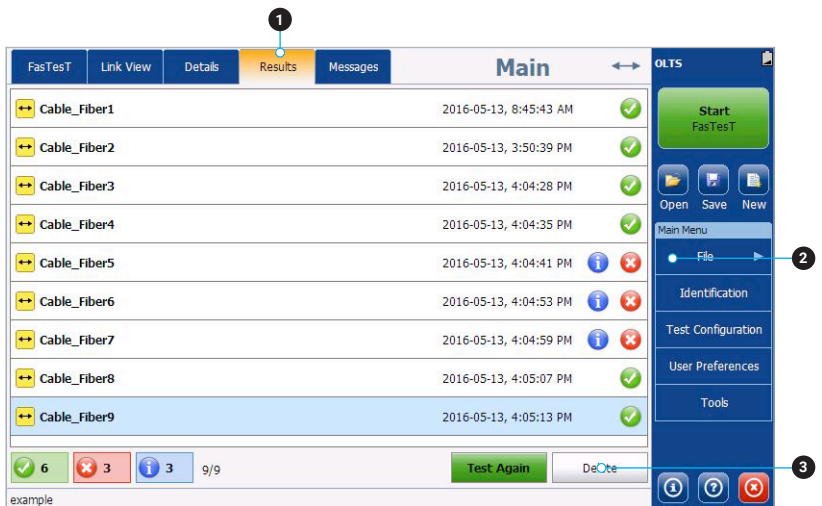 1
FasTesT Link View Details Results Messages Main OLTS
Cable_Fiber1 2016-05-13, 8:45:43 AM
Cable_Fiber2 2016-05-13, 3:50:39 PM
Cable_Fiber3 2016-05-13, 4:04:28 PM
Cable_Fiber4 2016-05-13, 4:04:35 PM
Cable_Fiber5 2016-05-13, 4:04:41 PM
Cable_Fiber6 2016-05-13, 4:04:53 PM
Cable_Fiber7 2016-05-13, 4:04:59 PM
Cable_Fiber8 2016-05-13, 4:05:07 PM
Cable_Fiber9 2016-05-13, 4:05:13 PM
6 3 3 9/9 Test Again Delete
example
Start
FasTesT
Open Save New
Main Menu
File
2
Identification
Test Configuration
User Preferences
Tools
3